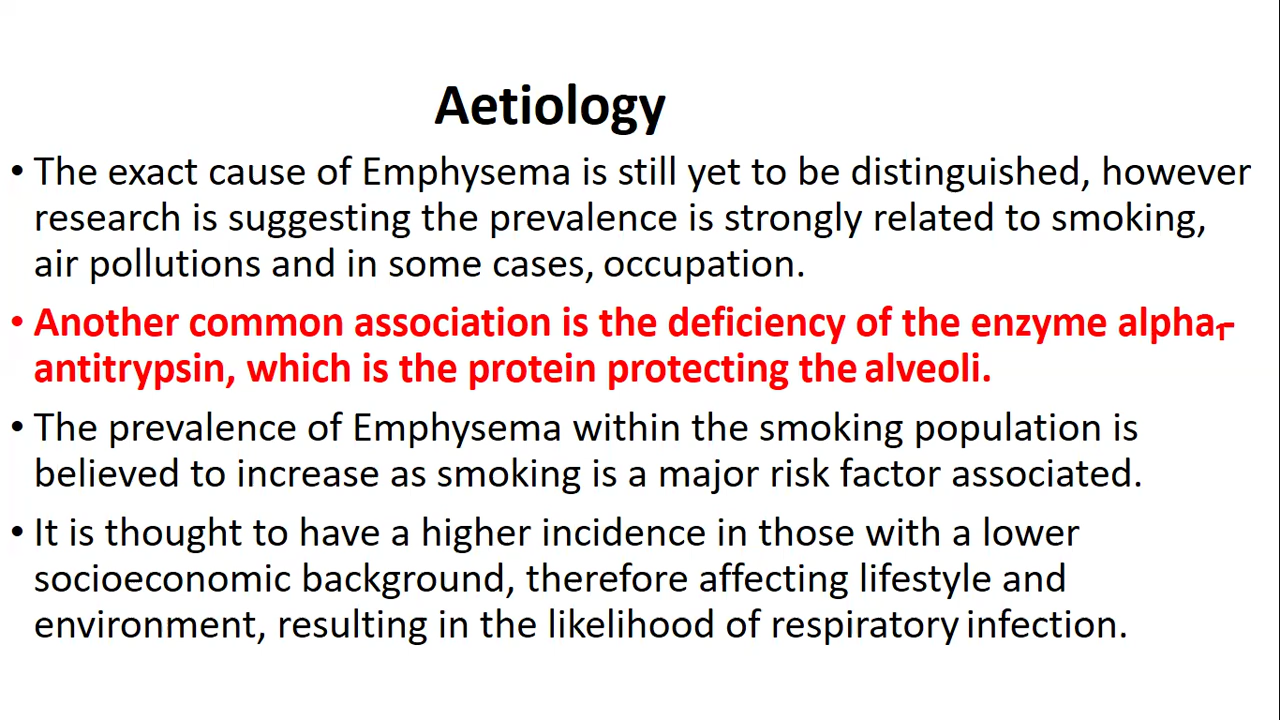 Aetiology
• The exact cause of Emphysema is still yet to be distinguished, however
research is suggesting the prevalence is strongly related to smoking,
air pollutions and in some cases, occupation.
• Another common association is the deficiency of the enzyme alpha₁-
antitrypsin, which is the protein protecting the alveoli.
• The prevalence of Emphysema within the smoking population is
believed to increase as smoking is a major risk factor associated.
• It is thought to have a higher incidence in those with a lower
socioeconomic background, therefore affecting lifestyle and
environment, resulting in the likelihood of respiratory infection.